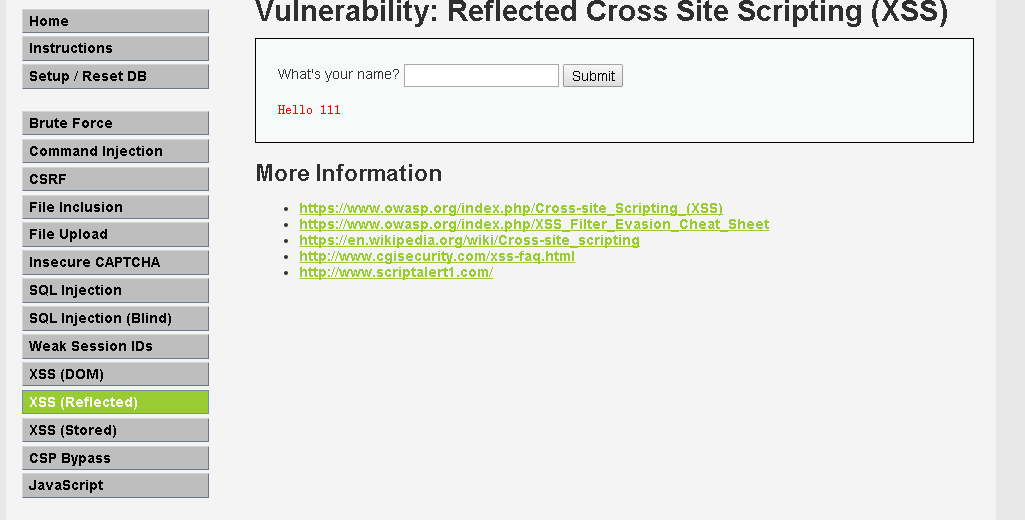 Home
Instructions
Setup / Reset DB
Brute Force
Command Injection
CSRF
File Inclusion
File Upload
Insecure CAPTCHA
SQL Injection
SQL Injection (Blind)
Weak Session IDs
XSS (DOM)
XSS (Reflected)
XSS (Stored)
CSP Bypass
JavaScript
Vulnerability: Reflected Cross Site Scripting (XSS)
What's your name? Submit
Hello 111
More Information
https://www.owasp.org/index.php/Cross-site_Scripting_(XSS)
https://www.owasp.org/index.php/XSS_Filter_Evasion_Cheat_Sheet
https://en.wikipedia.org/wiki/Cross-site_scripting
http://www.cgisecurity.com/xss-faq.html
http://www.scriptalert1.com/